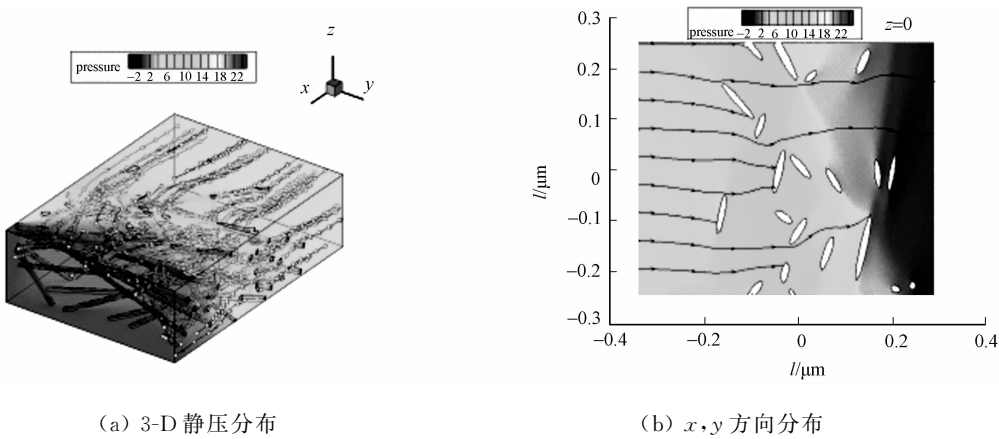 pressure
−2 2 6 10 14 18 22
z
x
y
(a) 3-D 静压分布
pressure −2 2 6 10 14 18 22
z=0
0.3
0.2
0.1
0
−0.1
−0.2
−0.3
l/μm
−0.4 −0.2 0 0.2 0.4
l/μm
(b) x,y 方向分布